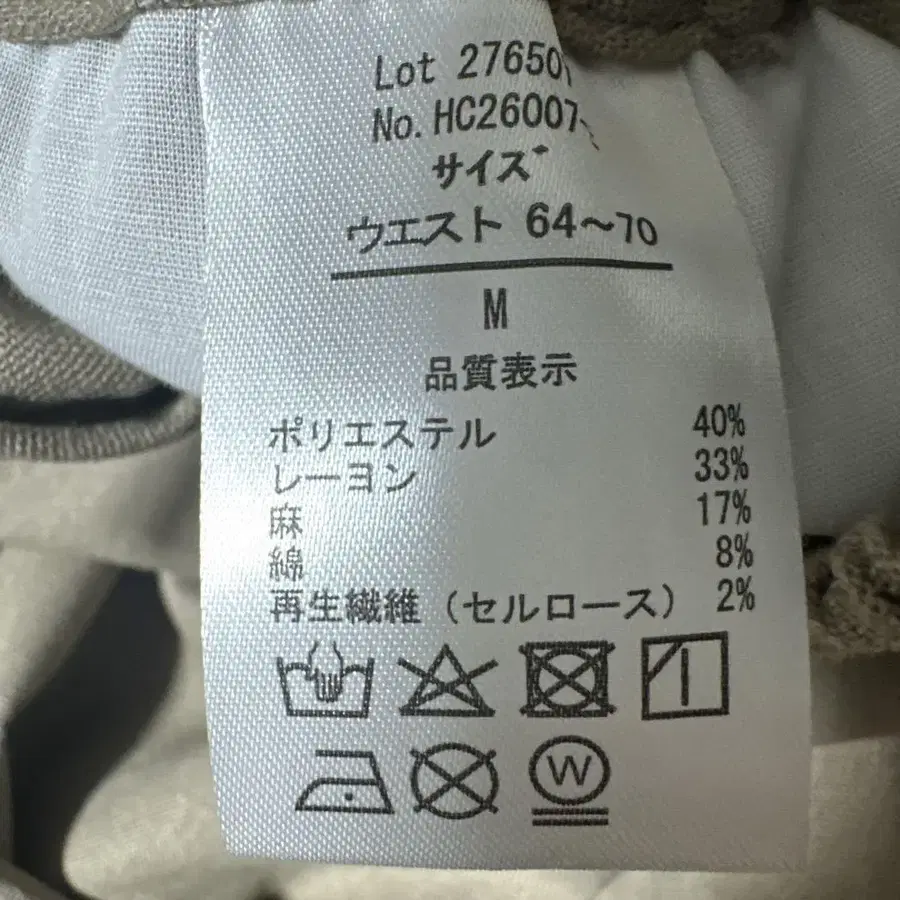 Lot 27650
No. HC26007
サイズ
ウエスト 64～70
M
品質表示
ポリエステル 40%
レーヨン 33%
麻 17%
綿 8%
再生繊維（セルロース） 2%
W